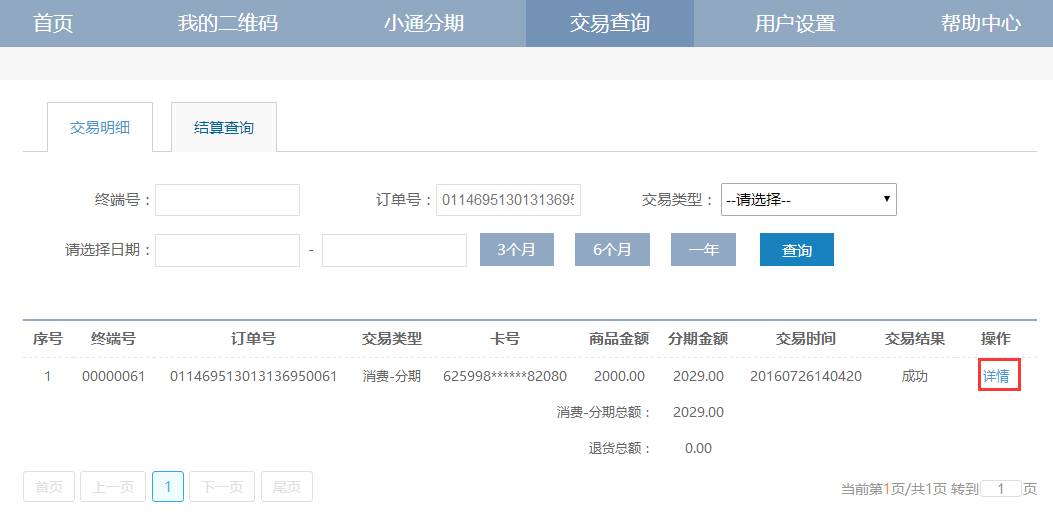 首页 我的二维码 小通分期 交易查询 用户设置 帮助中心
交易明细 结算查询
终端号： 订单号：01146951301313695 交易类型：--请选择--
请选择日期： - 3个月 6个月 一年 查询
序号 终端号 订单号 交易类型 卡号 商品金额 分期金额 交易时间 交易结果 操作
1 00000061 011469513013136950061 消费-分期 625998******82080 2000.00 2029.00 20160726140420 成功 详情
消费-分期总额： 2029.00
退货总额： 0.00
首页 上一页 1 下一页 尾页 当前第1页/共1页 转到 1 页